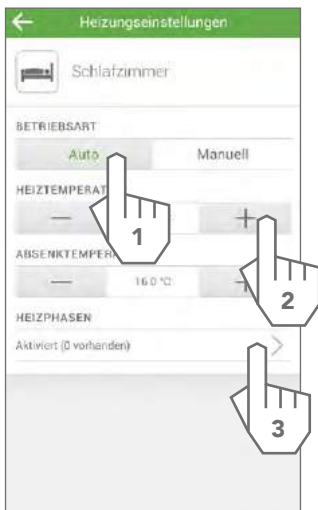 Heizungseinstellungen
Schlafzimmer
BETRIEBSART
Auto Manuell
HEIZTEMPERAT
1
— +
2
ABSENKTEMPER
— 16.0 °C
HEIZPHASEN
Aktiviert (0 vorhanden)
3